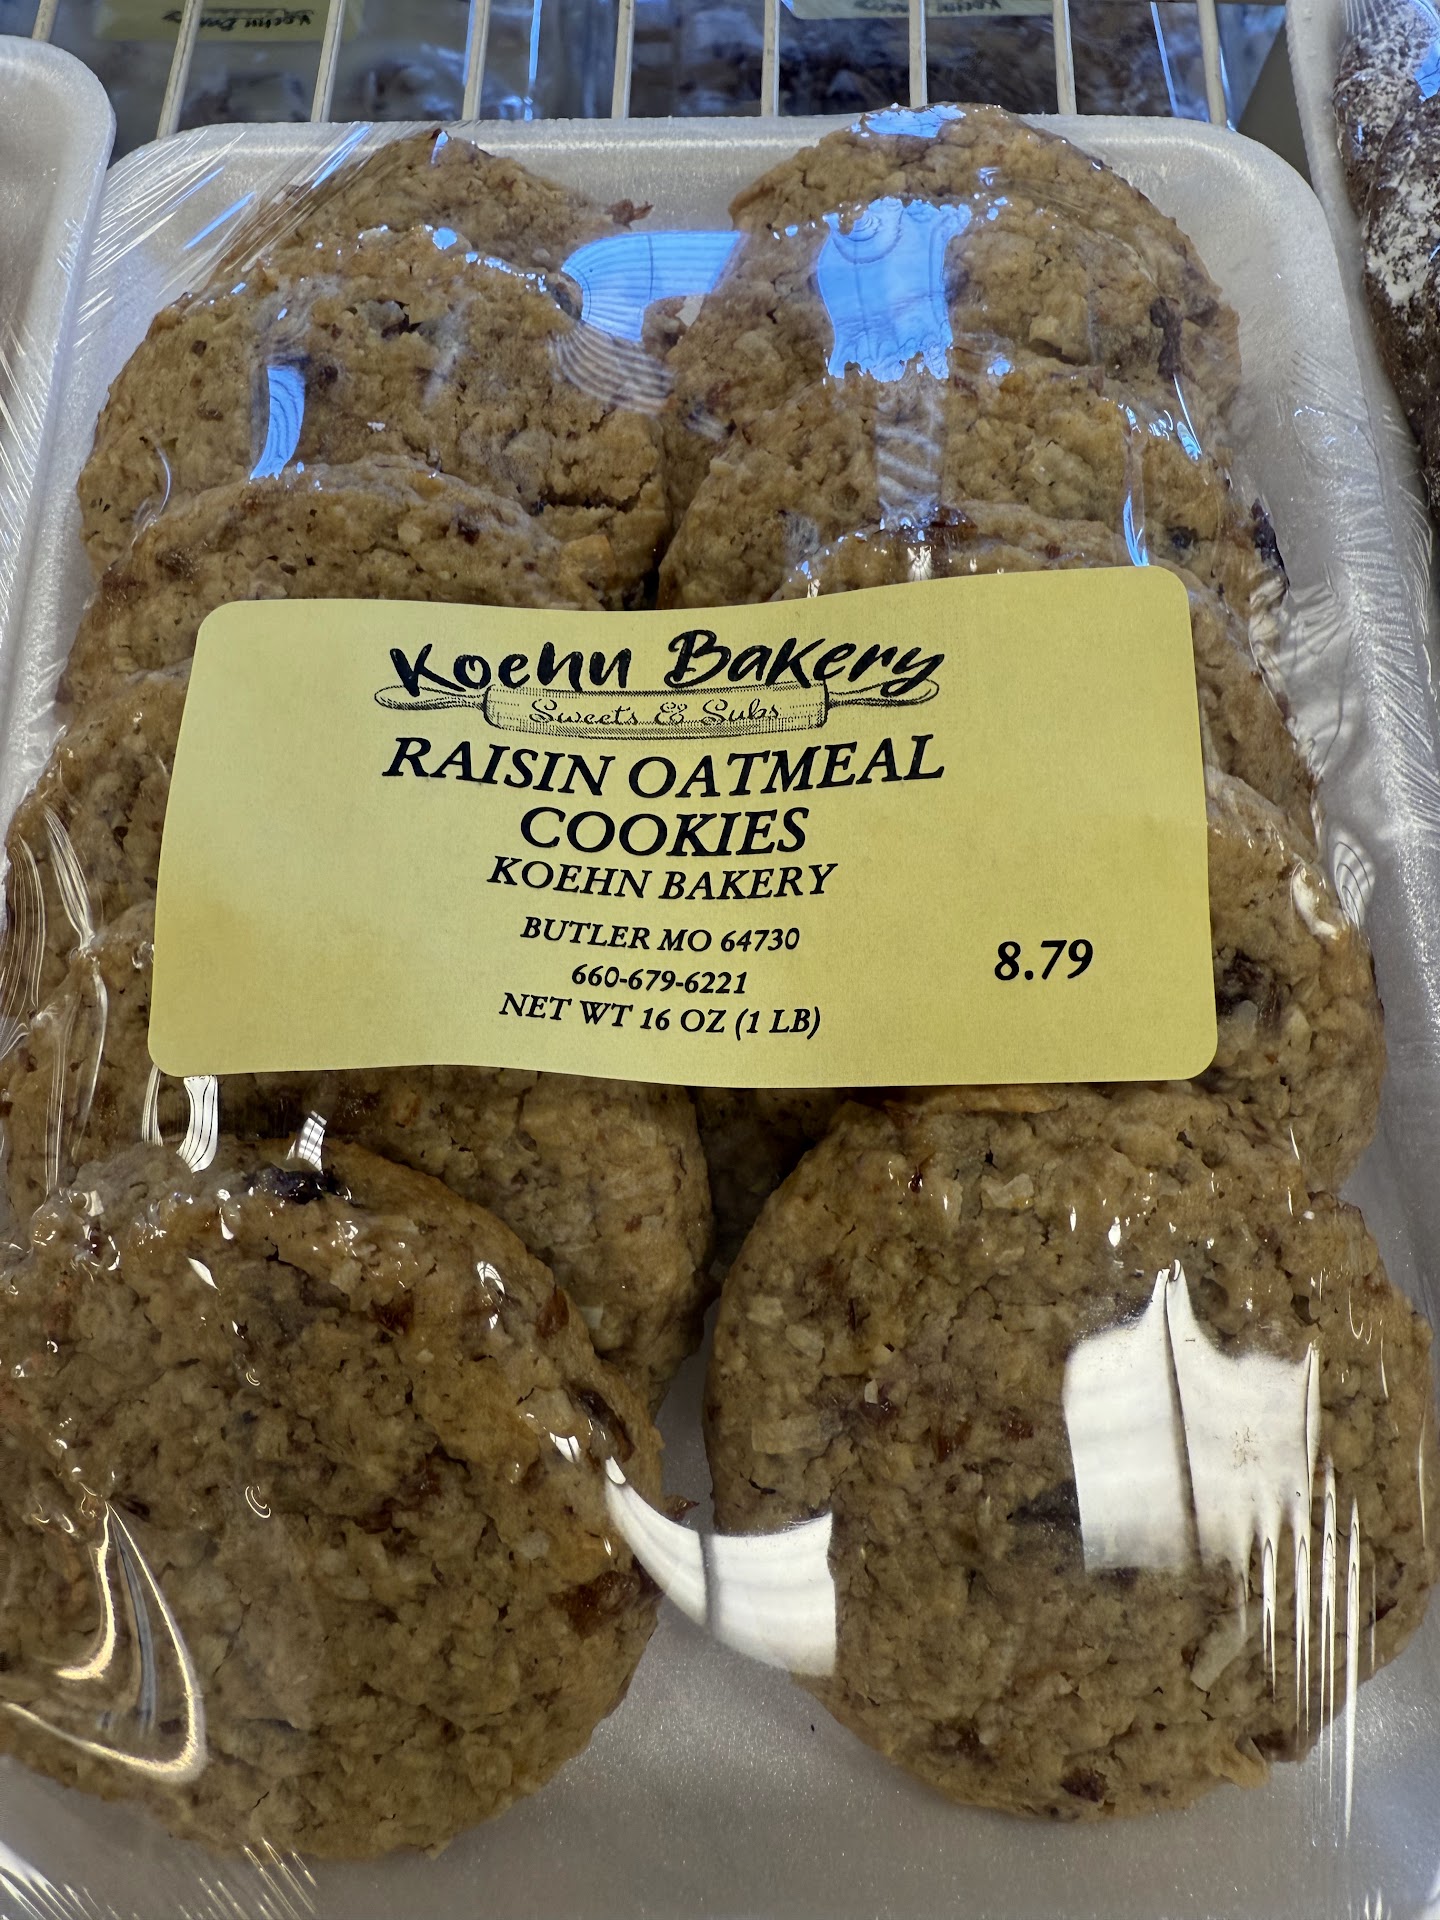 Koehn Bakery
Sweets & Subs
RAISIN OATMEAL
COOKIES
KOEHN BAKERY
BUTLER MO 64730
660-679-6221
NET WT 16 OZ (1 LB)
8.79